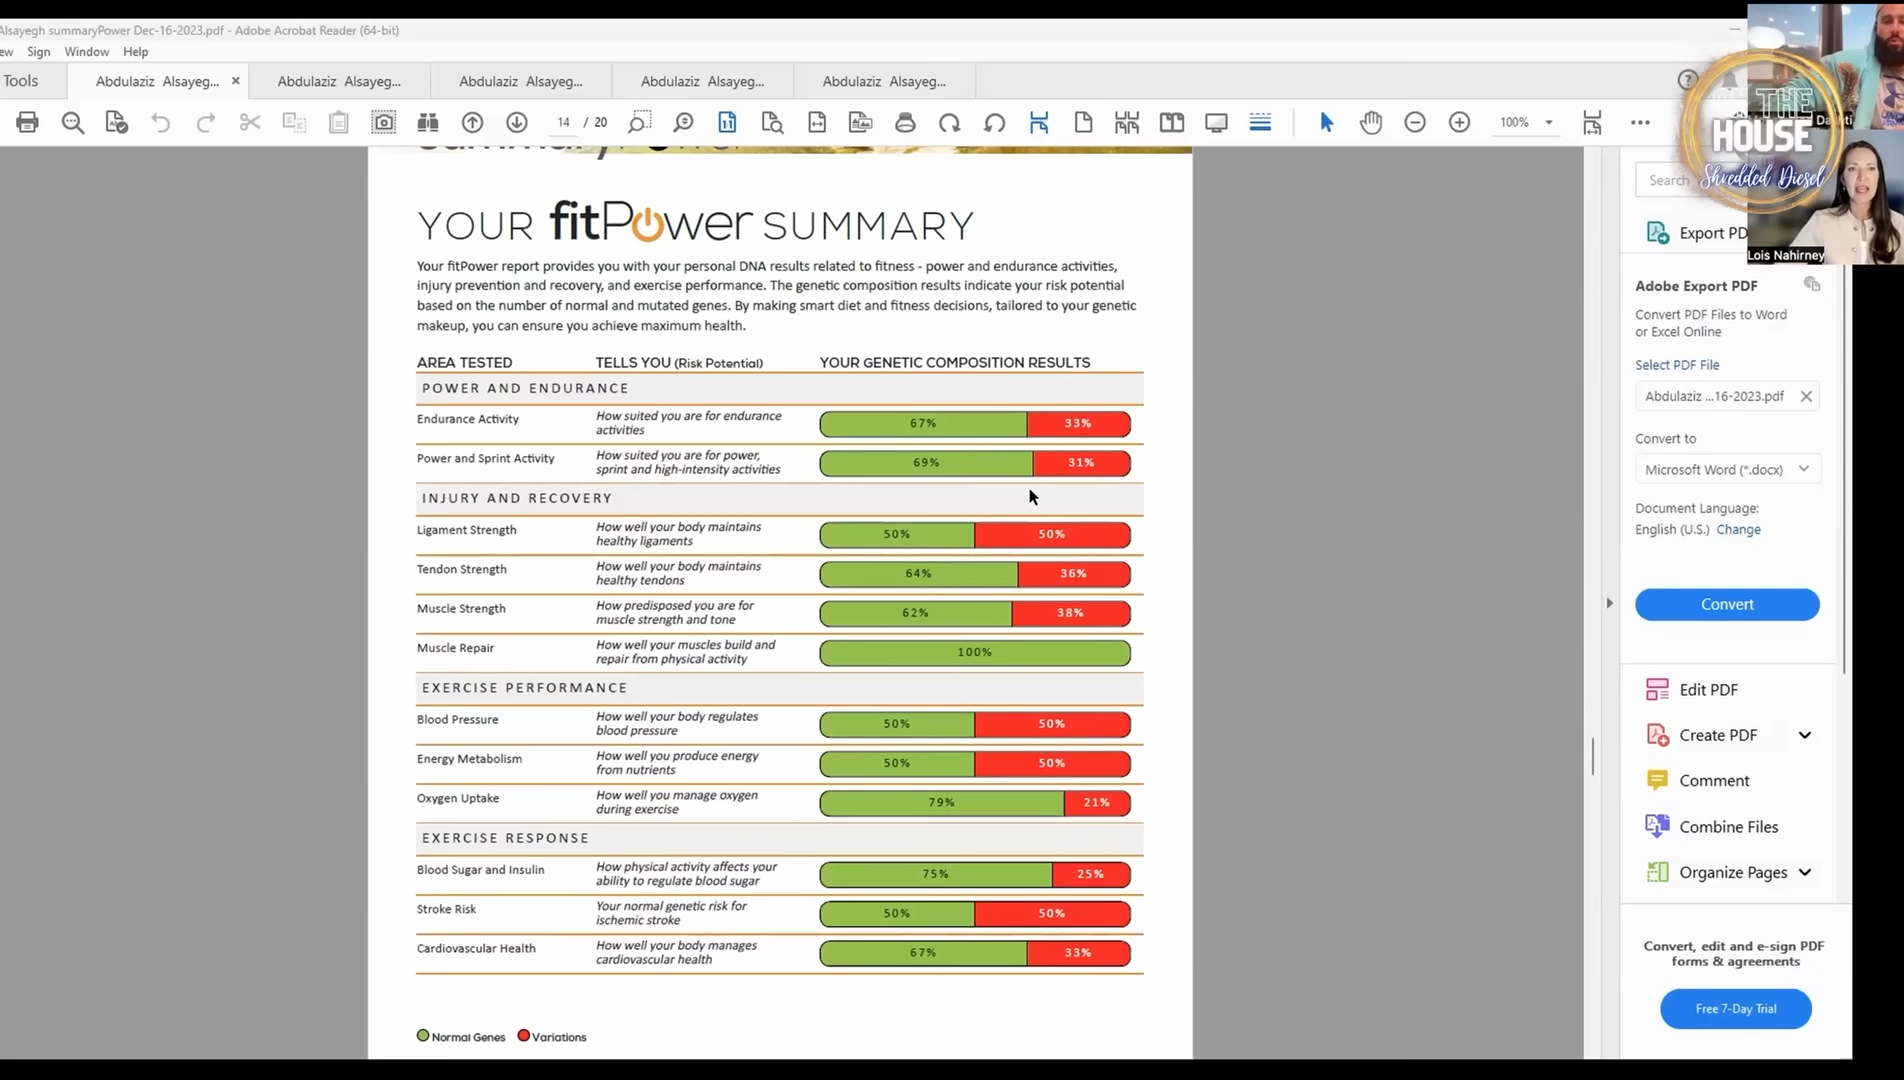 Alsayegh summaryPower Dec-16-2023.pdf - Adobe Acrobat Reader (64-bit)
ew Sign Window Help
Tools
Abdulaziz Alsayeg... ×
Abdulaziz Alsayeg...
Abdulaziz Alsayeg...
Abdulaziz Alsayeg...
Abdulaziz Alsayeg...
14 / 20
100%
THE
HOUSE
Shredded Diesel
Lois Nahirney
YOUR fitPower SUMMARY
Your fitPower report provides you with your personal DNA results related to fitness - power and endurance activities,
injury prevention and recovery, and exercise performance. The genetic composition results indicate your risk potential
based on the number of normal and mutated genes. By making smart diet and fitness decisions, tailored to your genetic
makeup, you can ensure you achieve maximum health.
AREA TESTED TELLS YOU (Risk Potential) YOUR GENETIC COMPOSITION RESULTS
POWER AND ENDURANCE
Endurance Activity
How suited you are for endurance
activities
67% 33%
Power and Sprint Activity
How suited you are for power,
sprint and high-intensity activities
69% 31%
INJURY AND RECOVERY
Ligament Strength
How well your body maintains
healthy ligaments
50% 50%
Tendon Strength
How well your body maintains
healthy tendons
64% 36%
Muscle Strength
How predisposed you are for
muscle strength and tone
62% 38%
Muscle Repair
How well your muscles build and
repair from physical activity
100%
EXERCISE PERFORMANCE
Blood Pressure
How well your body regulates
blood pressure
50% 50%
Energy Metabolism
How well you produce energy
from nutrients
50% 50%
Oxygen Uptake
How well you manage oxygen
during exercise
79% 21%
EXERCISE RESPONSE
Blood Sugar and Insulin
How physical activity affects your
ability to regulate blood sugar
75% 25%
Stroke Risk
Your normal genetic risk for
ischemic stroke
50% 50%
Cardiovascular Health
How well your body manages
cardiovascular health
67% 33%
Normal Genes Variations
Search
Export PD
Adobe Export PDF
Convert PDF Files to Word
or Excel Online
Select PDF File
Abdulaziz ...16-2023.pdf ×
Convert to
Microsoft Word (*.docx)
Document Language:
English (U.S.) Change
Convert
Edit PDF
Create PDF
Comment
Combine Files
Organize Pages
Convert, edit and e-sign PDF
forms & agreements
Free 7-Day Trial